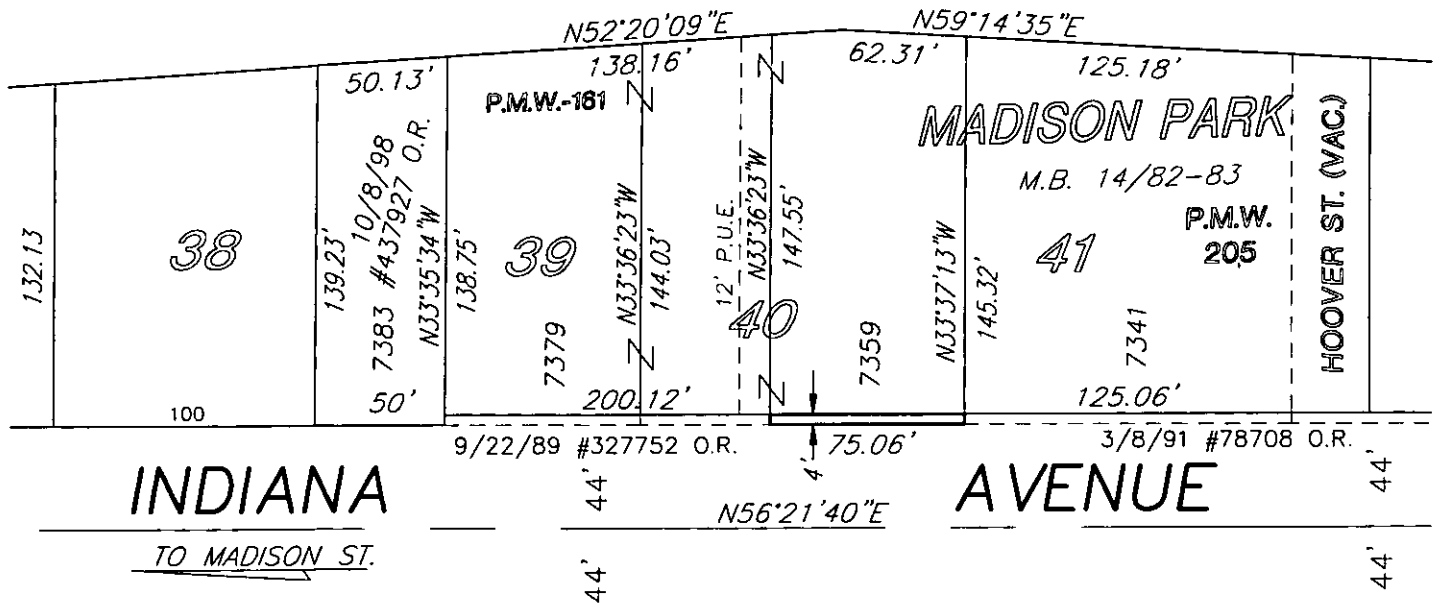 N52°20'09"E
N59°14'35"E
50.13'
138.16'
62.31'
125.18'
P.M.W.-161
MADISON PARK
M.B. 14/82-83
P.M.W.
205
HOOVER ST. (VAC.)
132.13
38
139.23'
7383 #437927 O.R.
10/8/98
N33°35'34"W
138.75'
39
7379
N33°36'23"W
144.03'
12' P.U.E.
N33°36'23"W
147.55'
40
7359
N33°37'13"W
145.32'
41
7341
100
50'
200.12'
125.06'
9/22/89 #327752 O.R.
4'
75.06'
3/8/91 #78708 O.R.
INDIANA AVENUE
44'
44'
N56°21'40"E
TO MADISON ST.
44'
44'